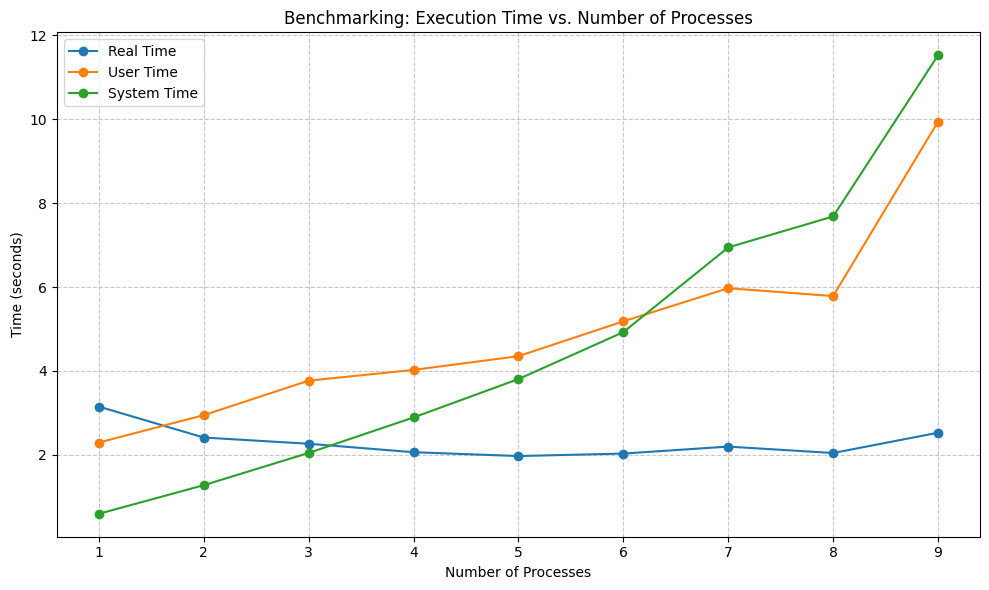 Benchmarking: Execution Time vs. Number of Processes
Real Time
User Time
System Time
Time (seconds)
12
10
8
6
4
2
1 2 3 4 5 6 7 8 9
Number of Processes